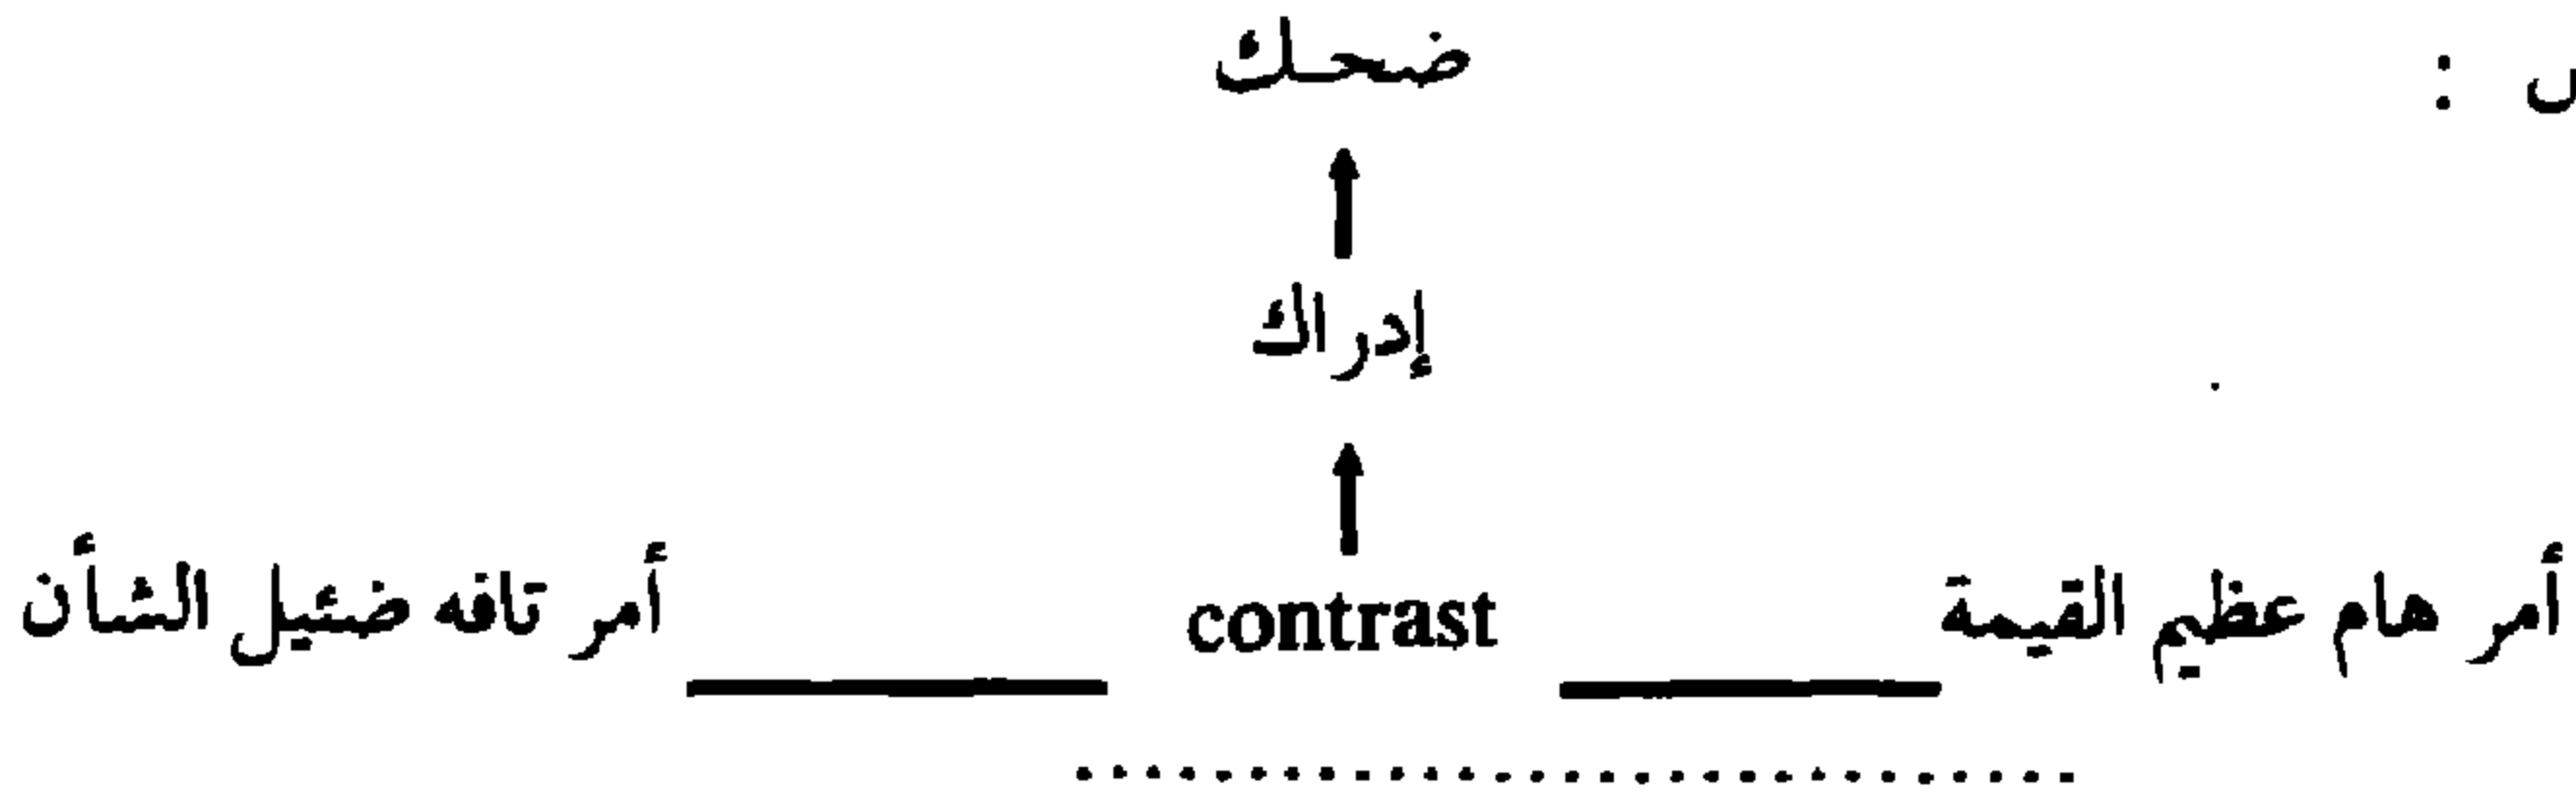 ضحك
إدراك
أمر هام عظيم القيمة contrast أمر تافه ضئيل الشأن